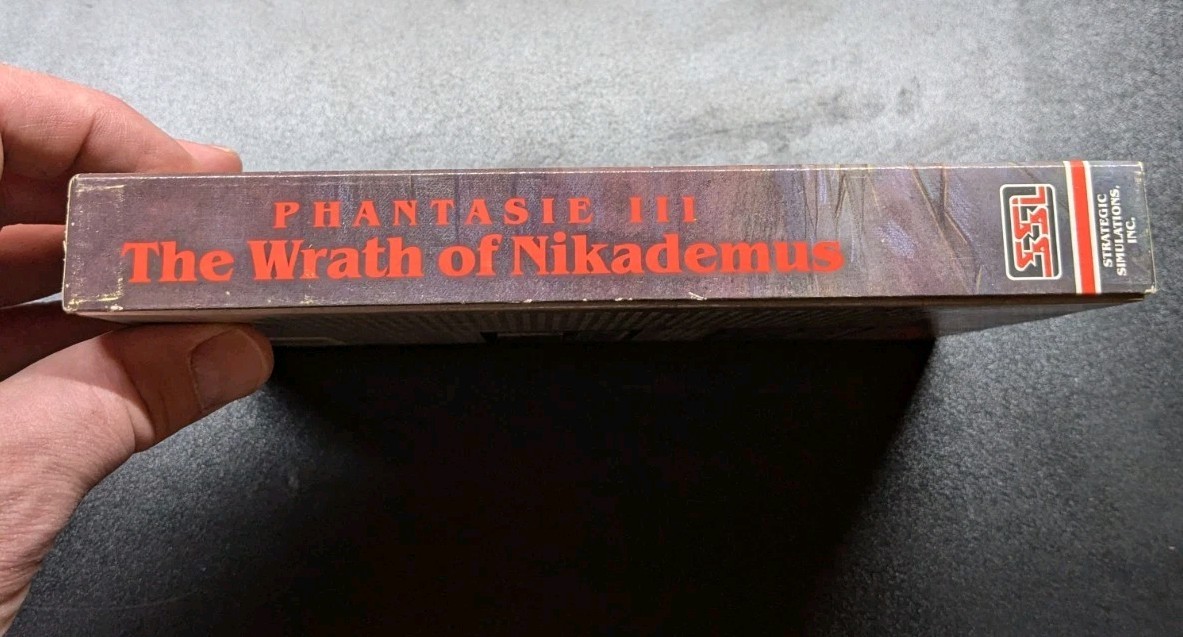 PHANTASIE III
The Wrath of Nikademus
SSI
STRATEGIC
SIMULATIONS,
INC.